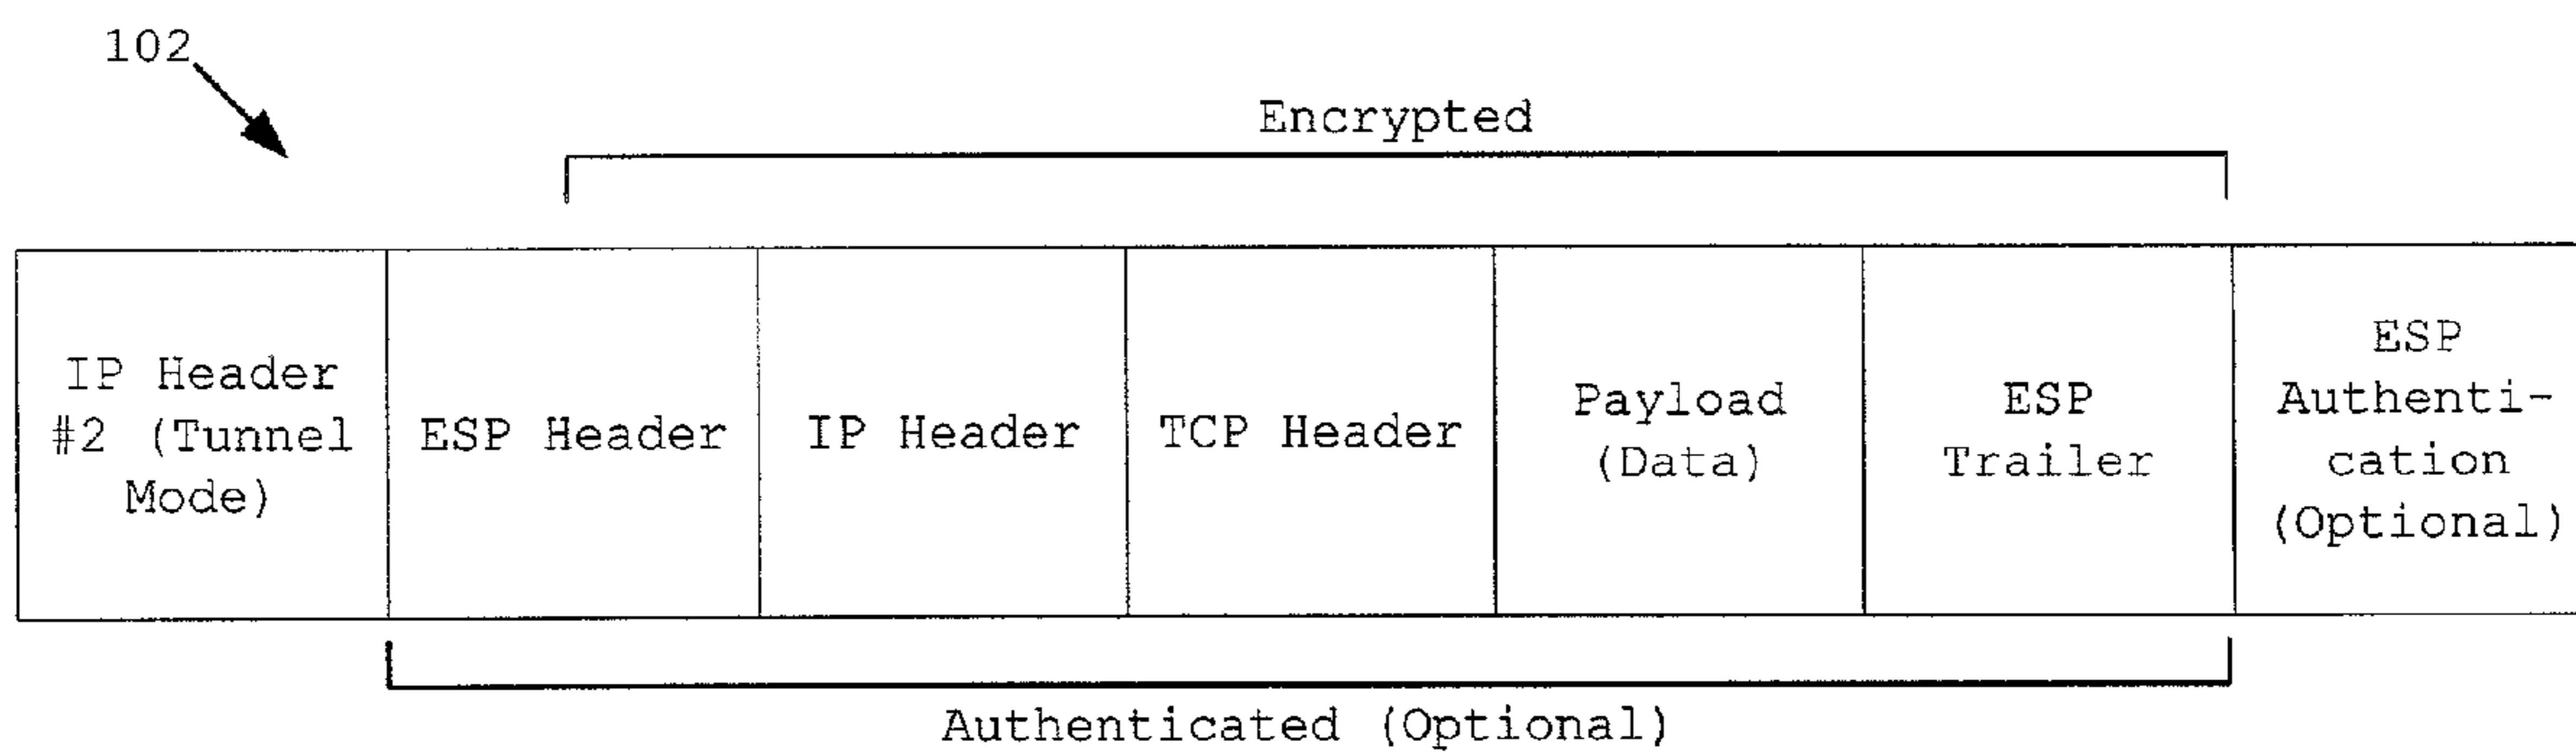 102
Encrypted
IP Header
#2 (Tunnel
Mode)
ESP Header
IP Header
TCP Header
Payload
(Data)
ESP
Trailer
ESP
Authenti-
cation
(Optional)
Authenticated (Optional)